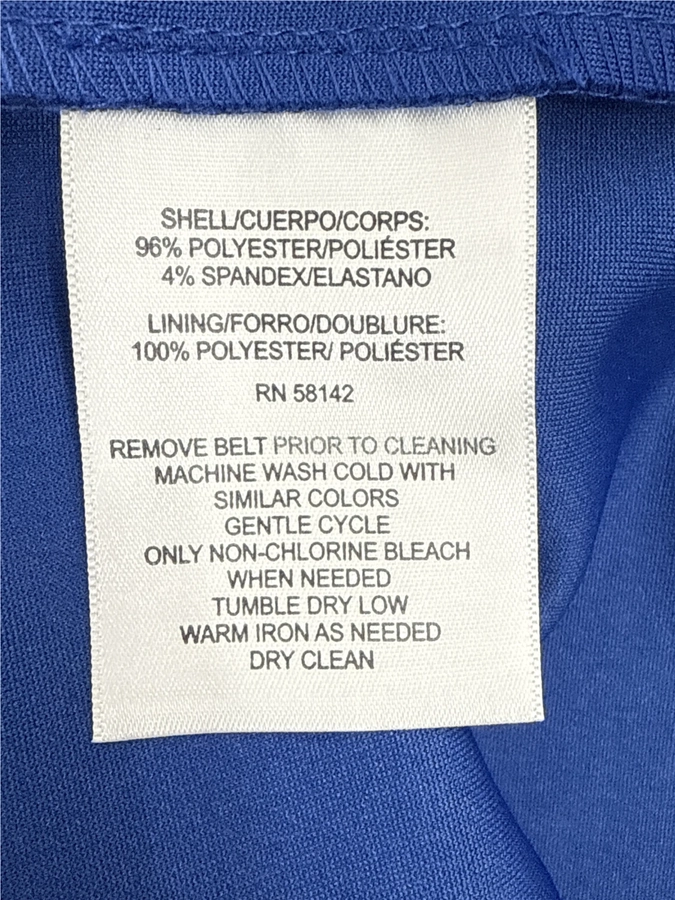 SHELL/CUERPO/CORPS:
96% POLYESTER/POLIÉSTER
4% SPANDEX/ELASTANO
LINING/FORRO/DOUBLURE:
100% POLYESTER/ POLIÉSTER
RN 58142
REMOVE BELT PRIOR TO CLEANING
MACHINE WASH COLD WITH
SIMILAR COLORS
GENTLE CYCLE
ONLY NON-CHLORINE BLEACH
WHEN NEEDED
TUMBLE DRY LOW
WARM IRON AS NEEDED
DRY CLEAN